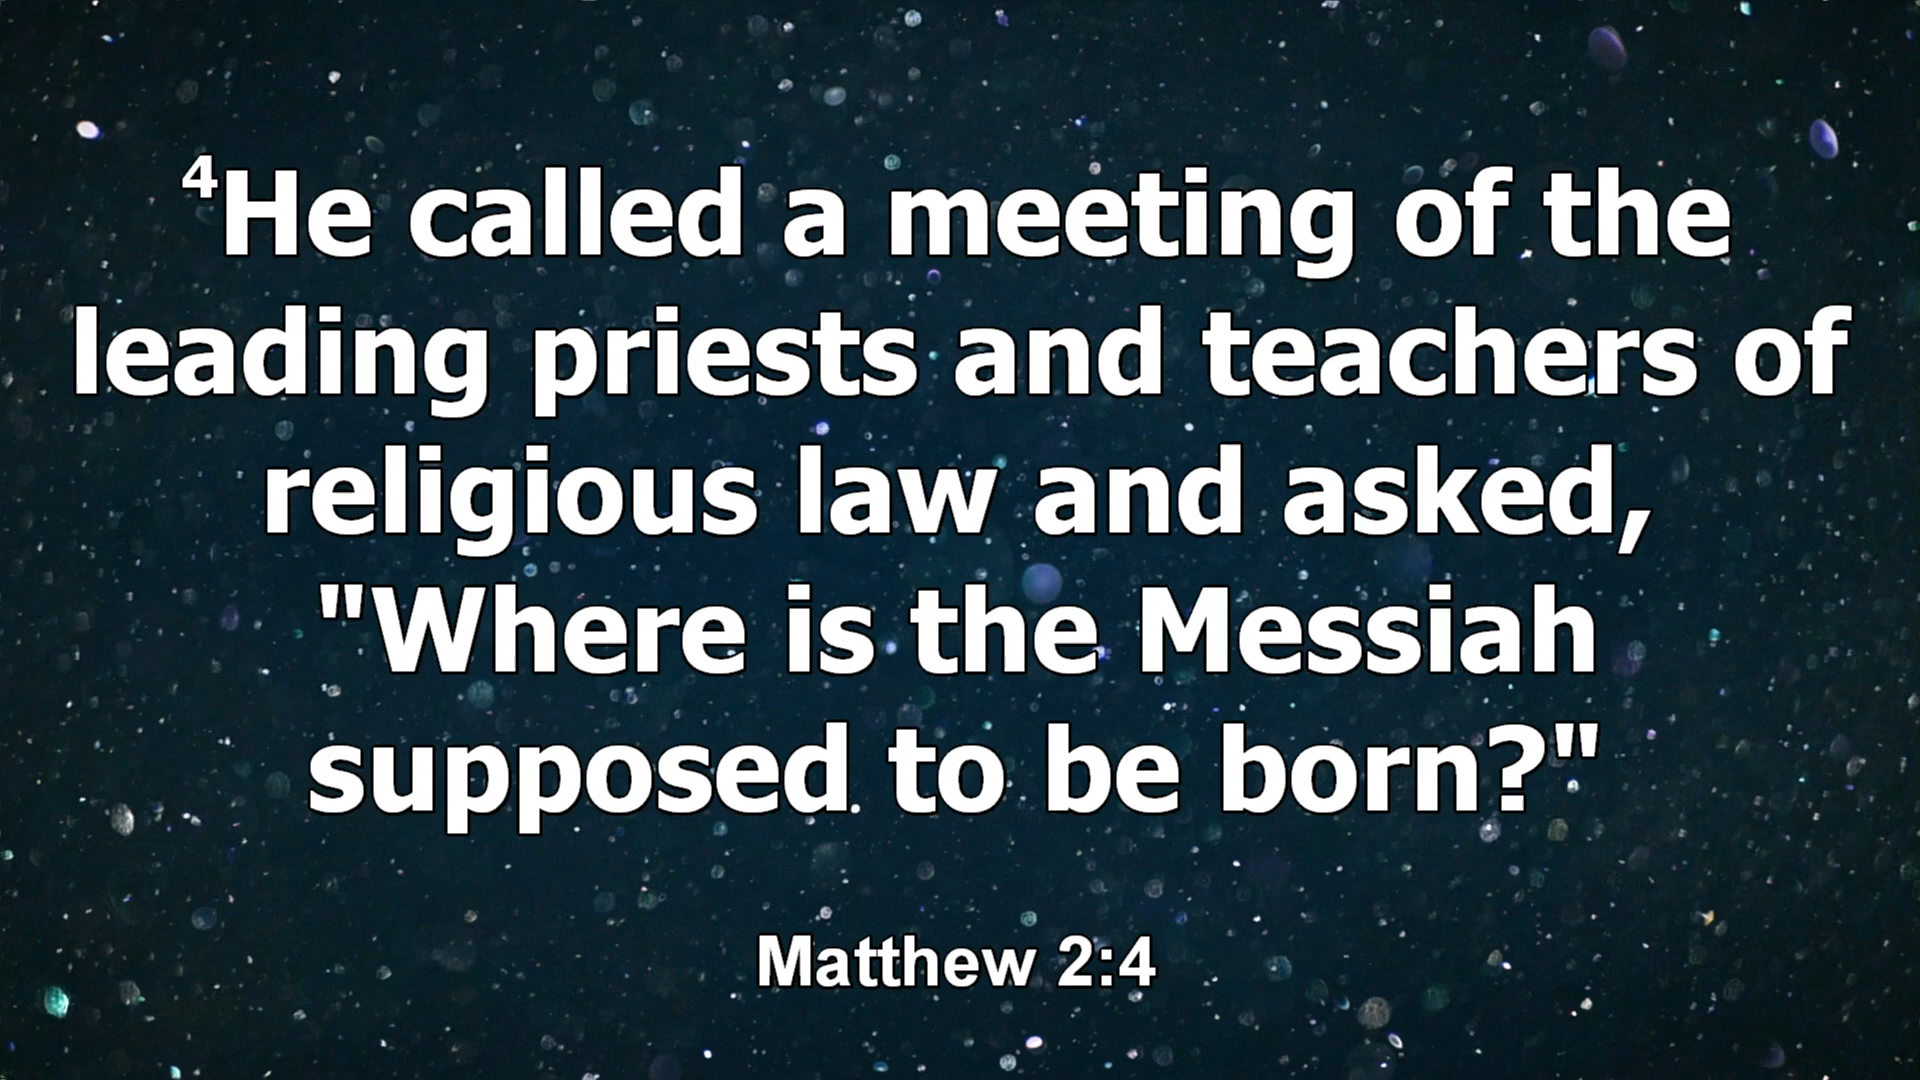 ⁴He called a meeting of the
leading priests and teachers of
religious law and asked,
"Where is the Messiah
supposed to be born?"
Matthew 2:4